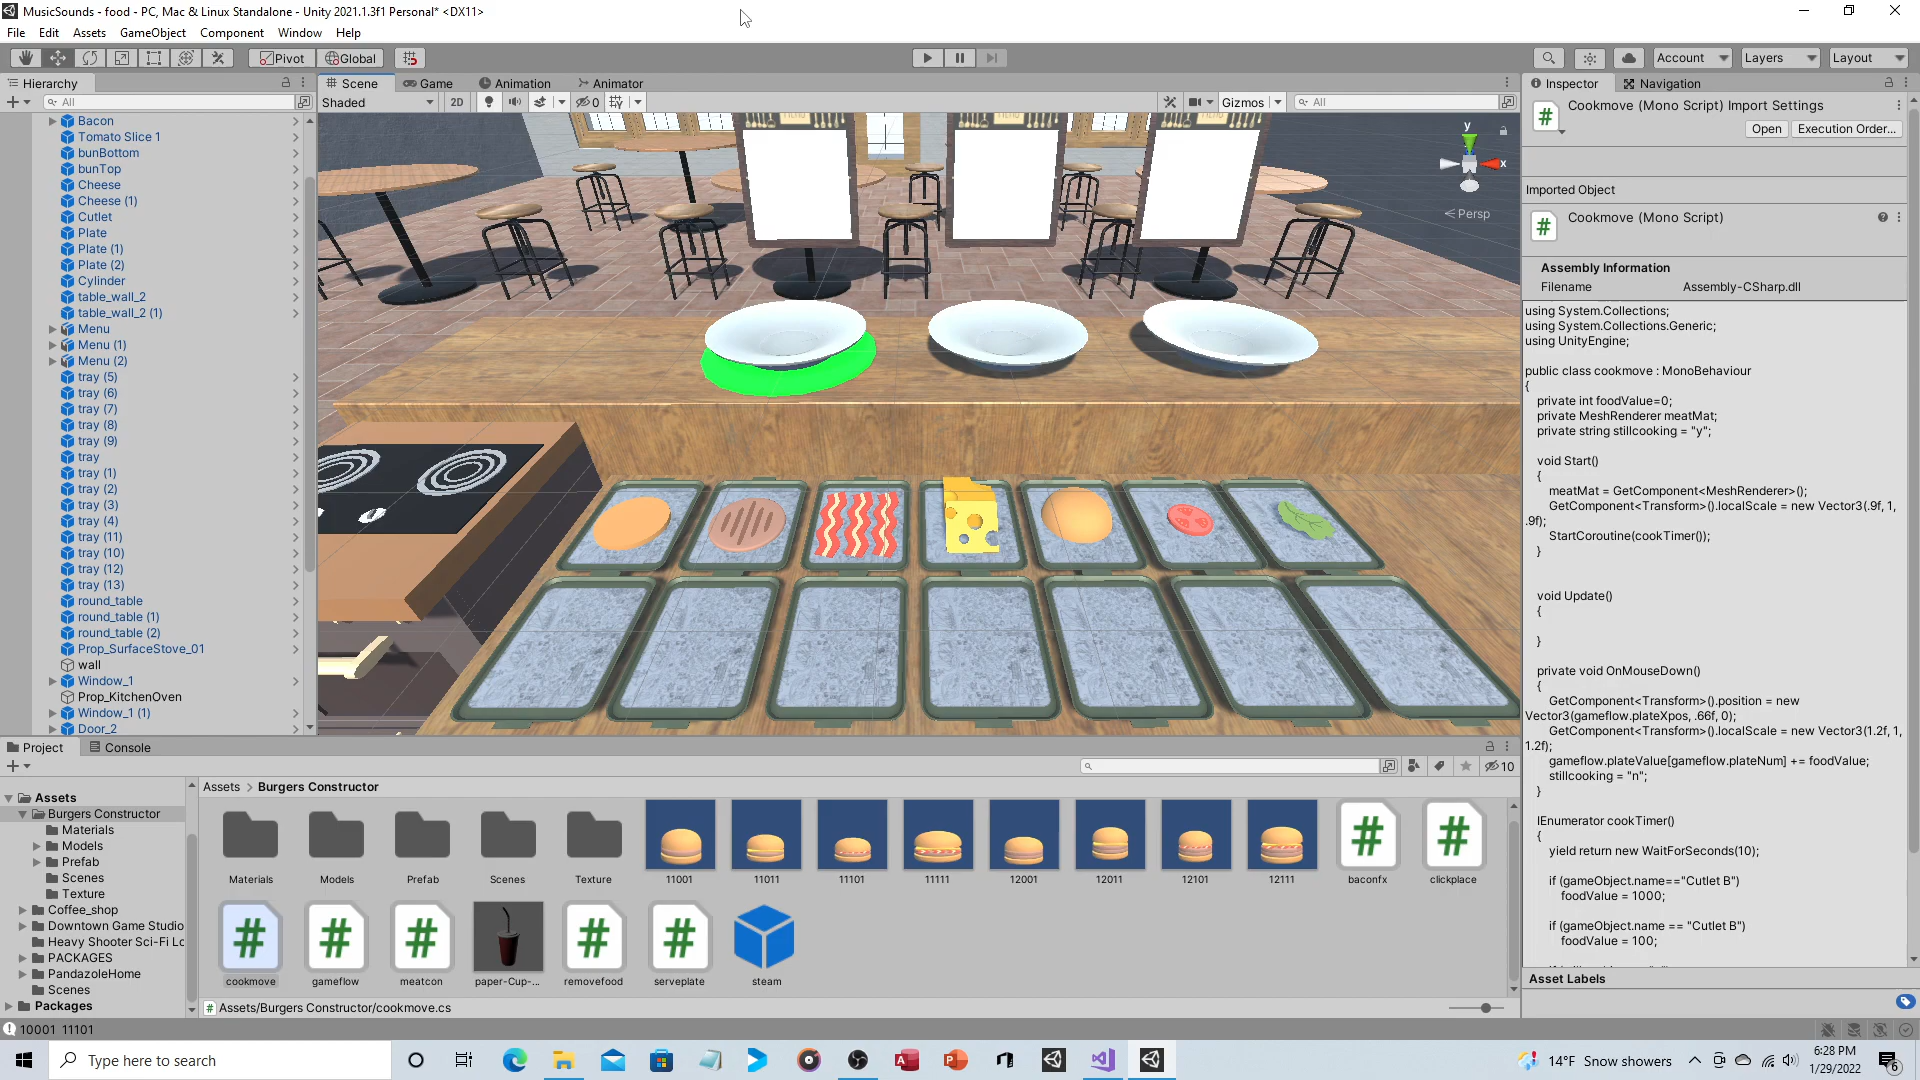 MusicSounds - food - PC, Mac & Linux Standalone - Unity 2021.1.3f1 Personal* <DX11>
File Edit Assets GameObject Component Window Help
Pivot Global Account Layers Layout
Hierarchy
All
Bacon
Tomato Slice 1
bunBottom
bunTop
Cheese
Cheese (1)
Cutlet
Plate
Plate (1)
Plate (2)
Cylinder
table_wall_2
table_wall_2 (1)
Menu
Menu (1)
Menu (2)
tray (5)
tray (6)
tray (7)
tray (8)
tray (9)
tray
tray (1)
tray (2)
tray (3)
tray (4)
tray (11)
tray (10)
tray (12)
tray (13)
round_table
round_table (1)
round_table (2)
Prop_SurfaceStove_01
wall
Window_1
Prop_KitchenOven
Window_1 (1)
Door_2
Scene Game Animation Animator
Shaded 2D 0 Gizmos All
y
x
Persp
Inspector Navigation
Cookmove (Mono Script) Import Settings
Open Execution Order...
Imported Object
Cookmove (Mono Script)
Assembly Information
Filename Assembly-CSharp.dll
using System.Collections;
using System.Collections.Generic;
using UnityEngine;
public class cookmove : MonoBehaviour
{
private int foodValue=0;
private MeshRenderer meatMat;
private string stillcooking = "y";
void Start()
{
meatMat = GetComponent<MeshRenderer>();
GetComponent<Transform>().localScale = new Vector3(.9f, 1,
.9f);
StartCoroutine(cookTimer());
}
void Update()
{
}
private void OnMouseDown()
{
GetComponent<Transform>().position = new
Vector3(gameflow.plateXpos, .66f, 0);
GetComponent<Transform>().localScale = new Vector3(1.2f, 1,
1.2f);
gameflow.plateValue[gameflow.plateNum] += foodValue;
stillcooking = "n";
}
IEnumerator cookTimer()
{
yield return new WaitForSeconds(10);
if (gameObject.name=="Cutlet B")
foodValue = 1000;
if (gameObject.name == "Cutlet B")
foodValue = 100;
Asset Labels
Project Console
10
Assets
Burgers Constructor
Materials
Models
Prefab
Scenes
Texture
Coffee_shop
Downtown Game Studio
Heavy Shooter Sci-Fi Lo
PACKAGES
PandazoleHome
Scenes
Packages
Assets Burgers Constructor
Materials Models Prefab Scenes Texture 11001 11011 11101 11111 12001 12011 12101 12111 baconfx clickplace
cookmove gameflow meatcon paper-Cup-... removefood serveplate steam
Assets/Burgers Constructor/cookmove.cs
10001 11101
Type here to search
14°F Snow showers
6:28 PM
1/29/2022
6